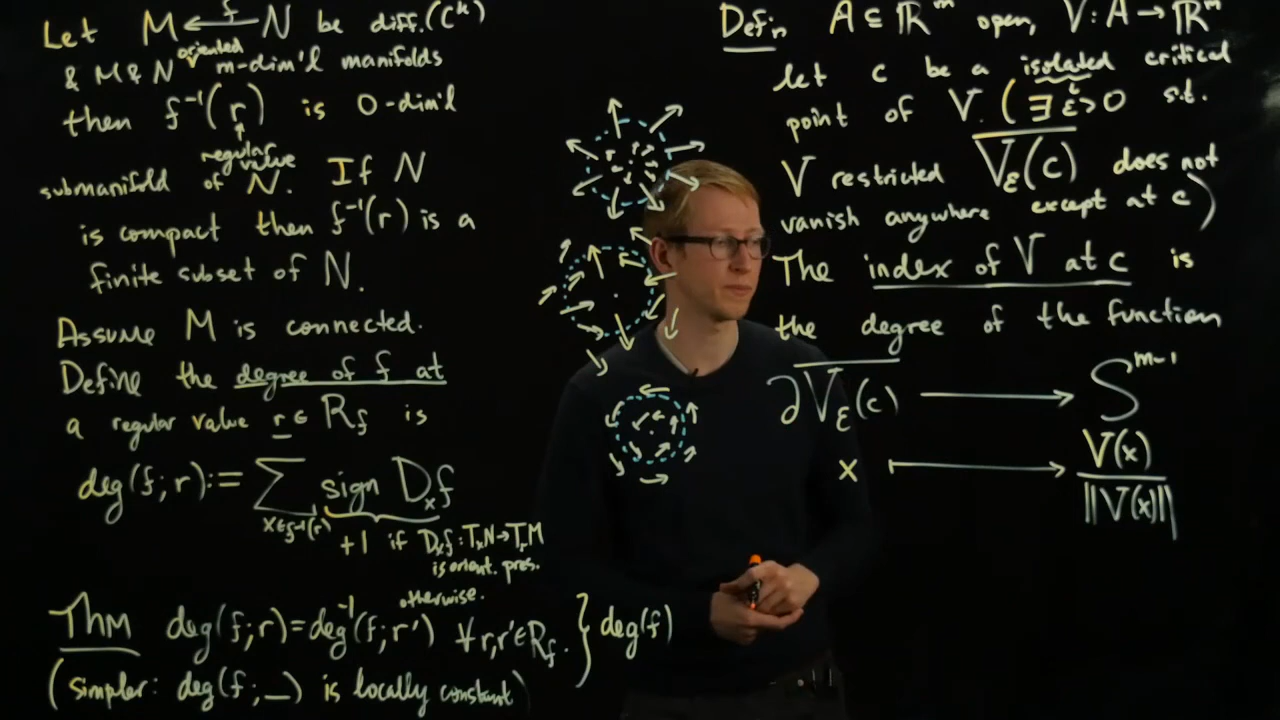 Let M ←f— N be diff. (Cᵏ)
& M & N oriented m-dim'l manifolds
then f⁻¹(r) is 0-dim'l
regular value
submanifold of N. If N
is compact then f⁻¹(r) is a
finite subset of N.
Assume M is connected.
Define the degree of f at
a regular value r ∈ R_f is
deg(f;r) := Σ_{x∈f⁻¹(r)} sign D_x f
+1 if D_x f : T_x N → T_r M
is orient. pres.
-1 otherwise.
Thm deg(f;r) = deg(f;r') ∀ r,r' ∈ R_f. } deg(f)
(simpler: deg(f;_) is locally constant)
Defn A ⊆ ℝᵐ open, V : A → ℝᵐ
let c be a isolated critical
point of V. (∃ ε > 0 s.t.
V restricted V_ε(c) does not
vanish anywhere except at c)
The index of V at c is
the degree of the function
∂V_ε(c) ⟶ Sᵐ⁻¹
x ⟼ V(x)/||V(x)||